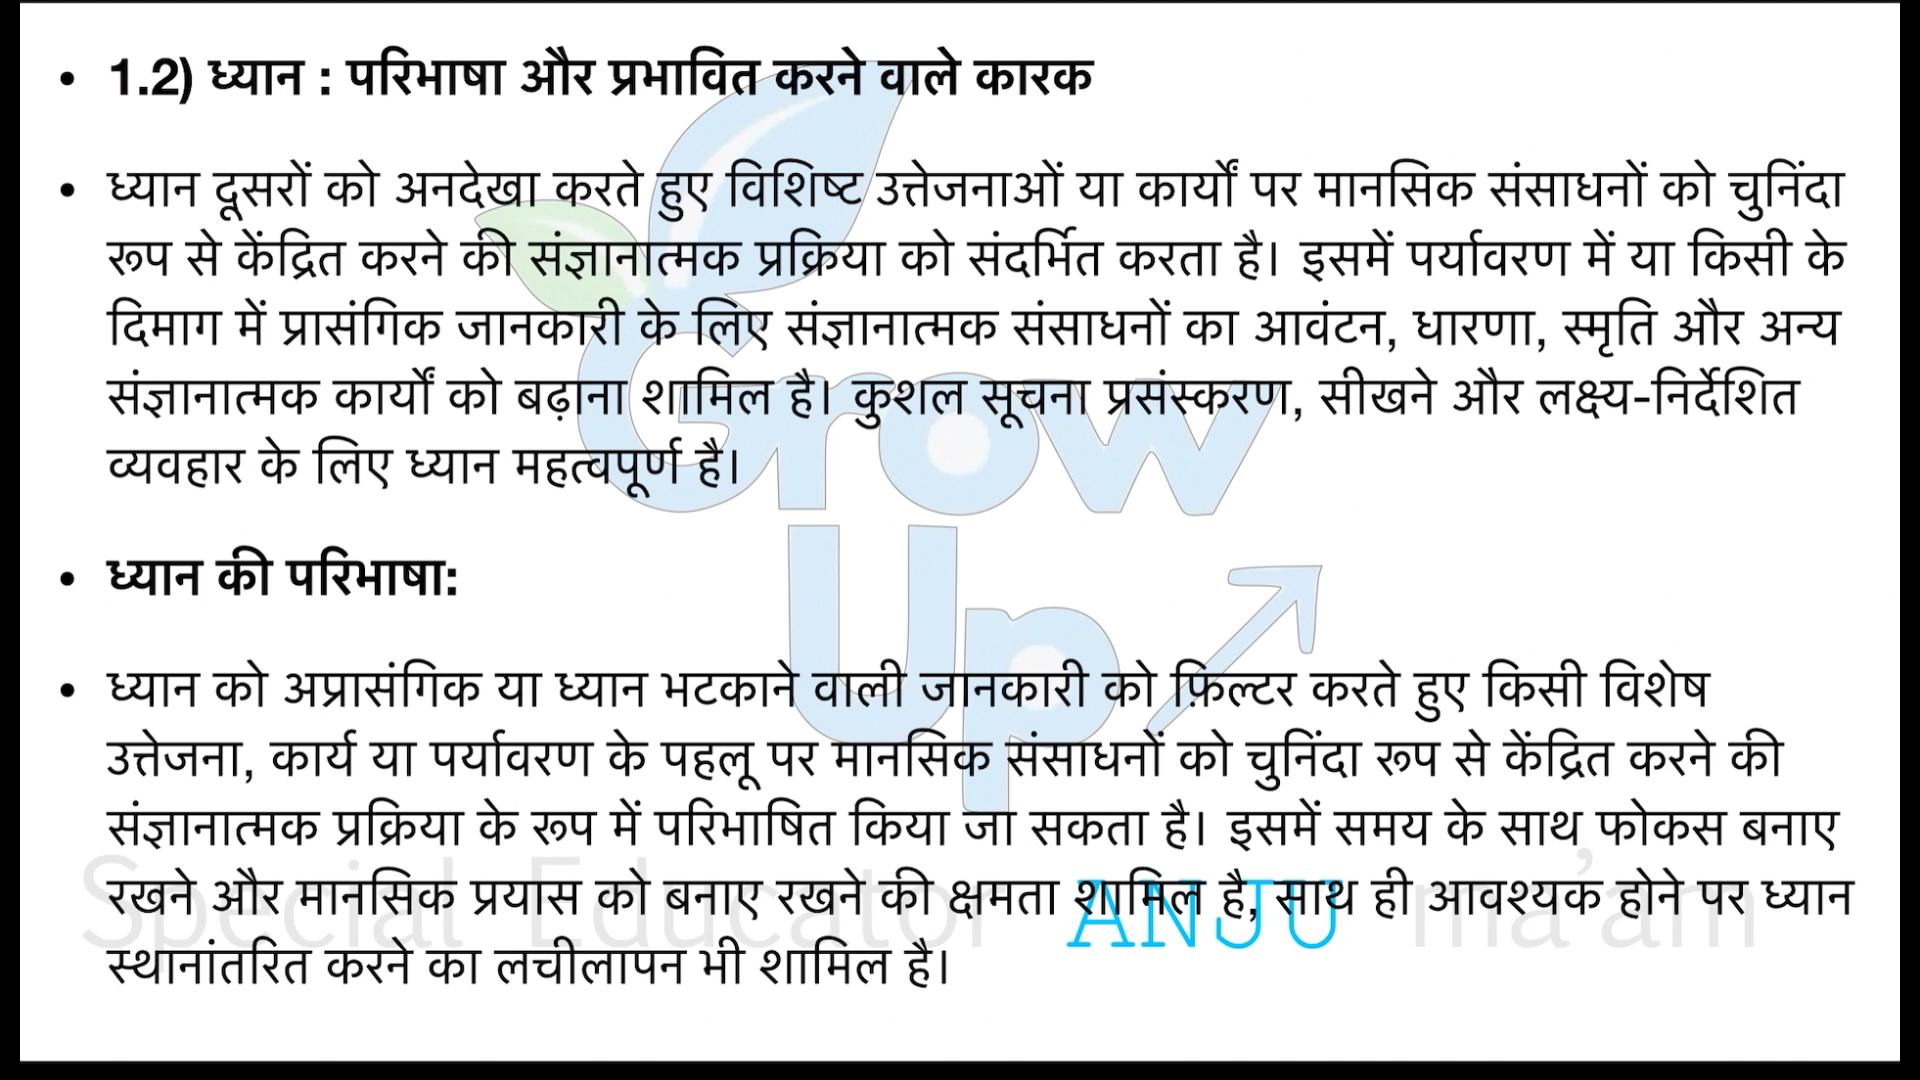 • 1.2) ध्यान : परिभाषा और प्रभावित करने वाले कारक
• ध्यान दूसरों को अनदेखा करते हुए विशिष्ट उत्तेजनाओं या कार्यों पर मानसिक संसाधनों को चुनिंदा
रूप से केंद्रित करने की संज्ञानात्मक प्रक्रिया को संदर्भित करता है। इसमें पर्यावरण में या किसी के
दिमाग में प्रासंगिक जानकारी के लिए संज्ञानात्मक संसाधनों का आवंटन, धारणा, स्मृति और अन्य
संज्ञानात्मक कार्यों को बढ़ाना शामिल है। कुशल सूचना प्रसंस्करण, सीखने और लक्ष्य-निर्देशित
व्यवहार के लिए ध्यान महत्वपूर्ण है।
• ध्यान की परिभाषा:
• ध्यान को अप्रासंगिक या ध्यान भटकाने वाली जानकारी को फ़िल्टर करते हुए किसी विशेष
उत्तेजना, कार्य या पर्यावरण के पहलू पर मानसिक संसाधनों को चुनिंदा रूप से केंद्रित करने की
संज्ञानात्मक प्रक्रिया के रूप में परिभाषित किया जा सकता है। इसमें समय के साथ फोकस बनाए
रखने और मानसिक प्रयास को बनाए रखने की क्षमता शामिल है, साथ ही आवश्यक होने पर ध्यान
स्थानांतरित करने का लचीलापन भी शामिल है।
Grow
Up
Special Educator ANJU ma'am